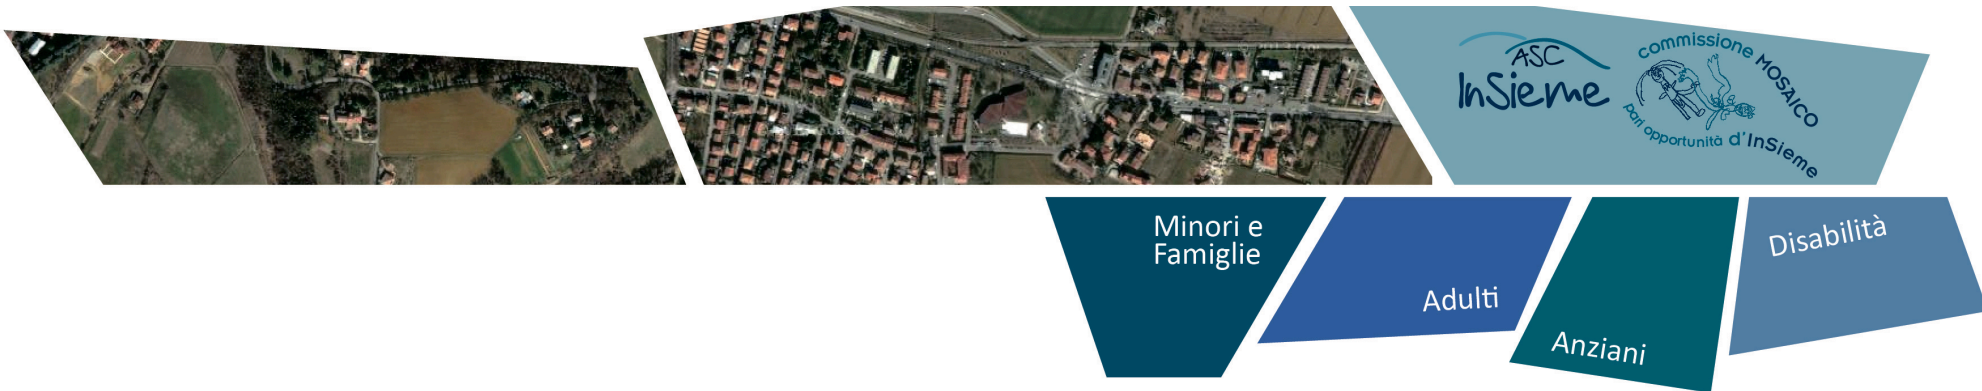 ASC
InSieme
commissione MOSAICO
pari opportunità d'InSieme
Minori e
Famiglie
Adulti
Anziani
Disabilità